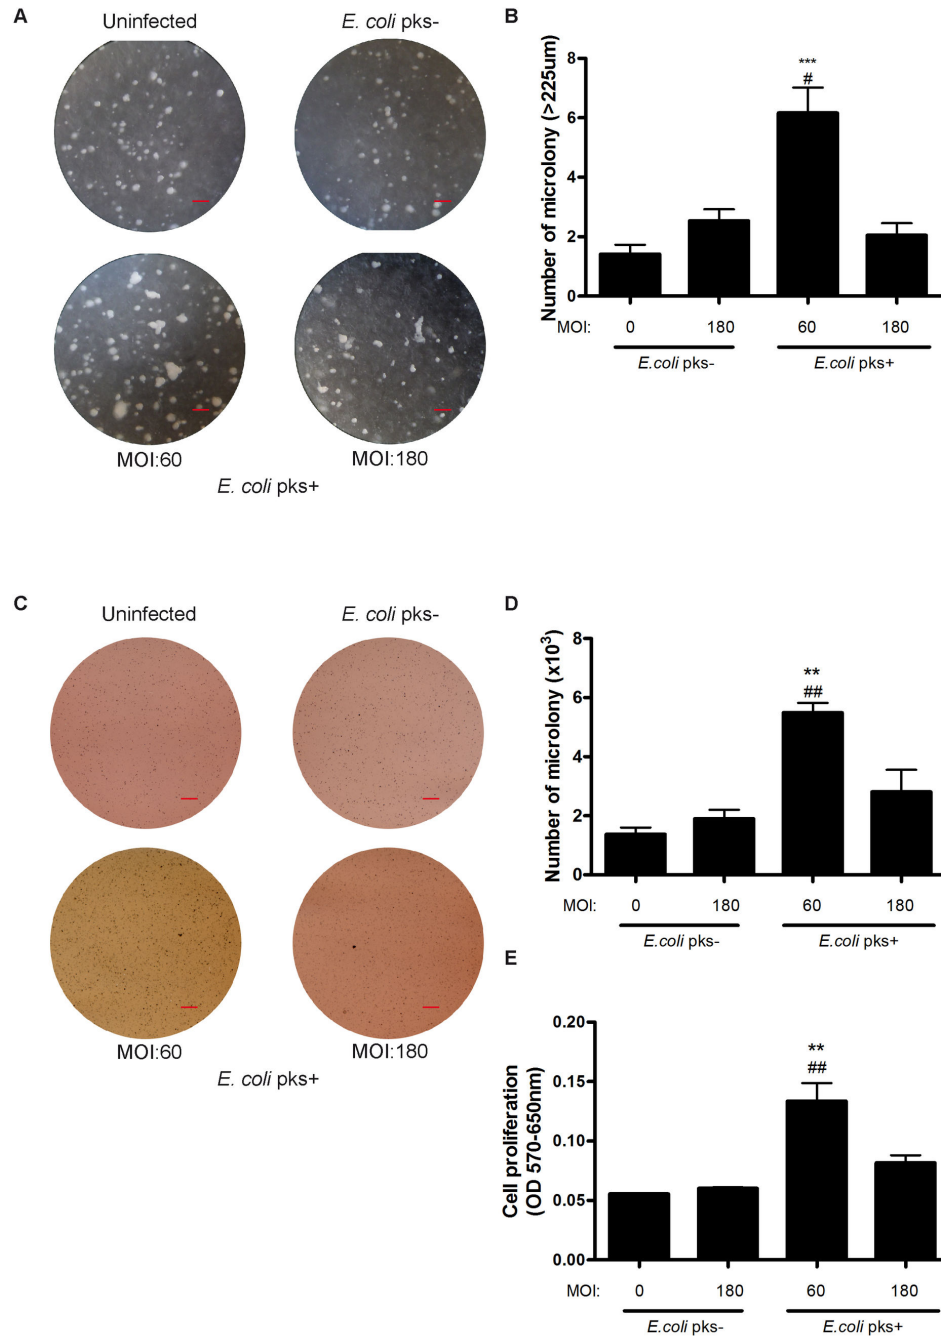 A
Uninfected
E. coli pks-
MOI:60
MOI:180
E. coli pks+
B
Number of microlony (>225um)
8
6
4
2
0
***
#
MOI: 0 180 60 180
E.coli pks- E.coli pks+
C
Uninfected
E. coli pks-
MOI:60
MOI:180
E. coli pks+
D
Number of microlony (x10³)
8
6
4
2
0
**
##
MOI: 0 180 60 180
E.coli pks- E.coli pks+
E
Cell proliferation
(OD 570-650nm)
0.20
0.15
0.10
0.05
0.00
**
##
MOI: 0 180 60 180
E.coli pks- E.coli pks+